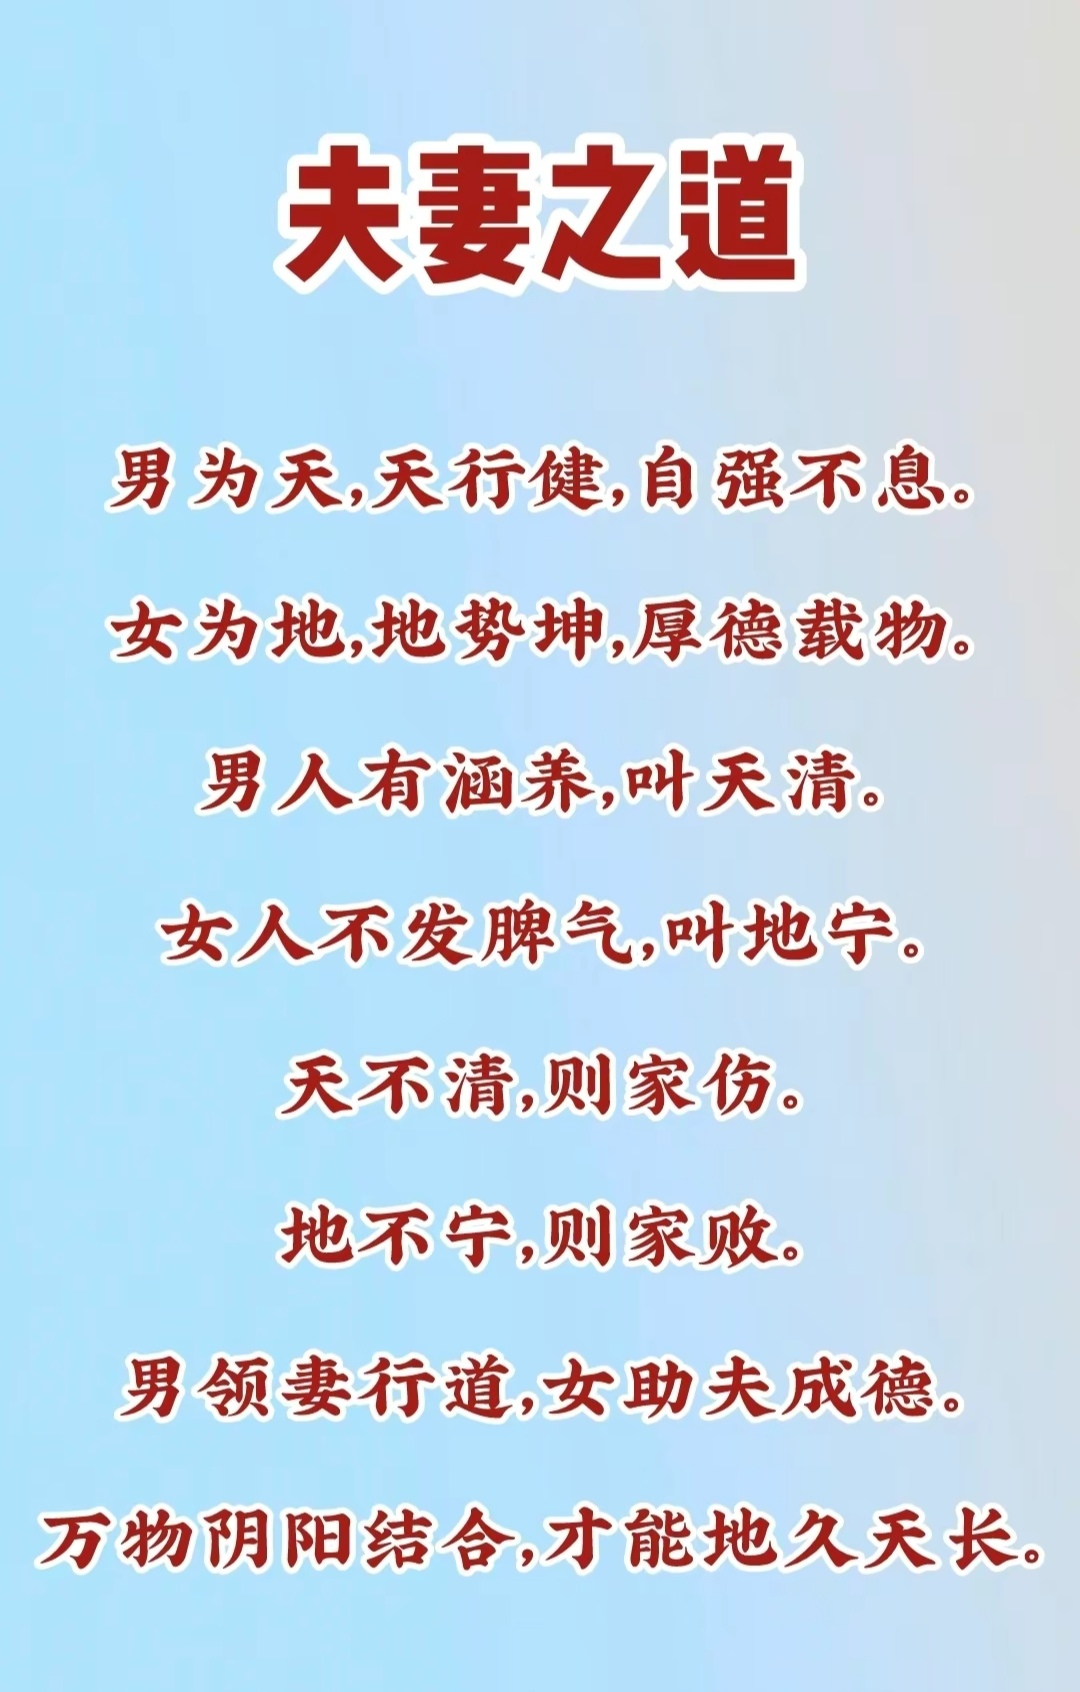 夫妻之道
男为天,天行健,自强不息。
女为地,地势坤,厚德载物。
男人有涵养,叫天清。
女人不发脾气,叫地宁。
天不清,则家伤。
地不宁,则家败。
男领妻行道,女助夫成德。
万物阴阳结合,才能地久天长。